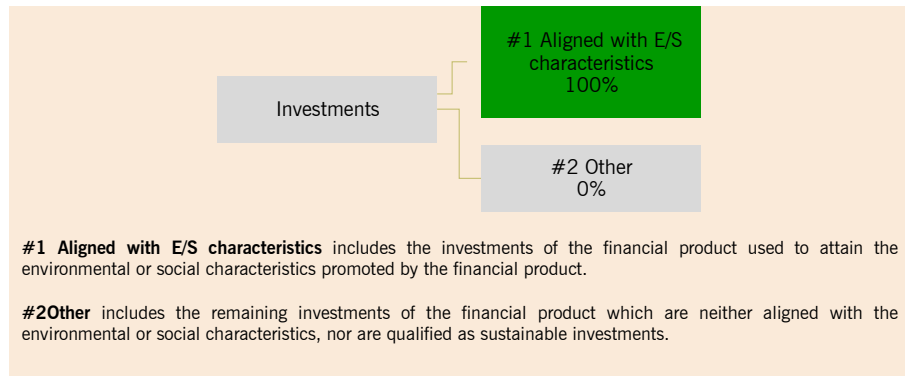 #1 Aligned with E/S
characteristics
100%
Investments
#2 Other
0%
#1 Aligned with E/S characteristics includes the investments of the financial product used to attain the
environmental or social characteristics promoted by the financial product.
#2Other includes the remaining investments of the financial product which are neither aligned with the
environmental or social characteristics, nor are qualified as sustainable investments.